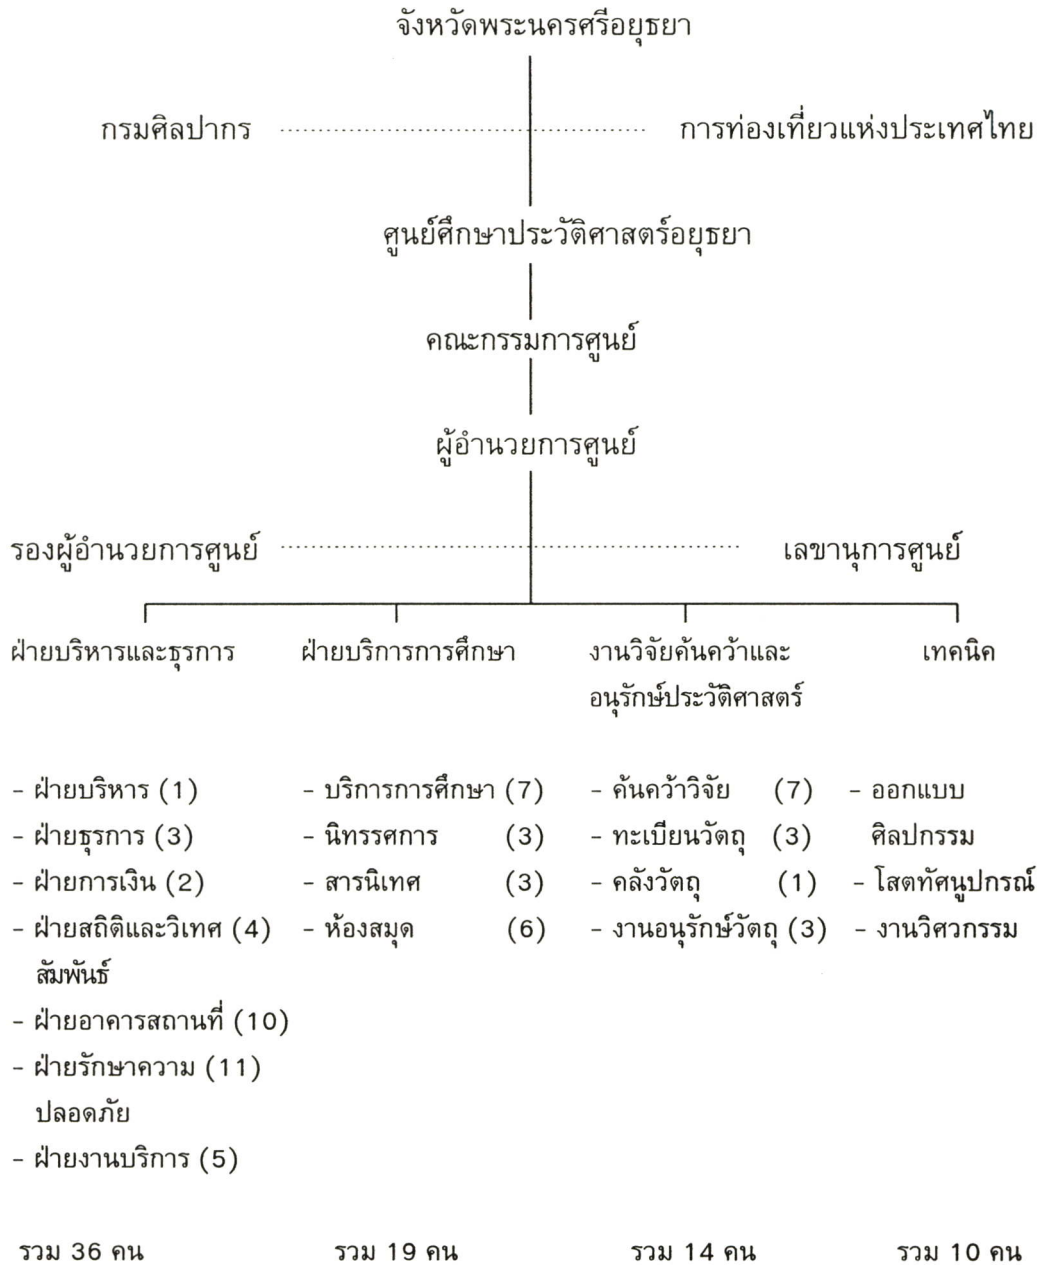 จังหวัดพระนครศรีอยุธยา
กรมศิลปากร การท่องเที่ยวแห่งประเทศไทย
ศูนย์ศึกษาประวัติศาสตร์อยุธยา
คณะกรรมการศูนย์
ผู้อำนวยการศูนย์
รองผู้อำนวยการศูนย์ เลขานุการศูนย์
ฝ่ายบริหารและธุรการ ฝ่ายบริการการศึกษา งานวิจัยค้นคว้าและ เทคนิค
อนุรักษ์ประวัติศาสตร์
- ฝ่ายบริหาร (1) - บริการการศึกษา (7) - ค้นคว้าวิจัย (7) - ออกแบบ
- ฝ่ายธุรการ (3) - นิทรรศการ (3) - ทะเบียนวัตถุ (3) ศิลปกรรม
- ฝ่ายการเงิน (2) - สารนิเทศ (3) - คลังวัตถุ (1) - โสตทัศนูปกรณ์
- ฝ่ายสถิติและวิเทศ (4) - ห้องสมุด (6) - งานอนุรักษ์วัตถุ (3) - งานวิศวกรรม
สัมพันธ์
- ฝ่ายอาคารสถานที่ (10)
- ฝ่ายรักษาความ (11)
ปลอดภัย
- ฝ่ายงานบริการ (5)
รวม 36 คน รวม 19 คน รวม 14 คน รวม 10 คน